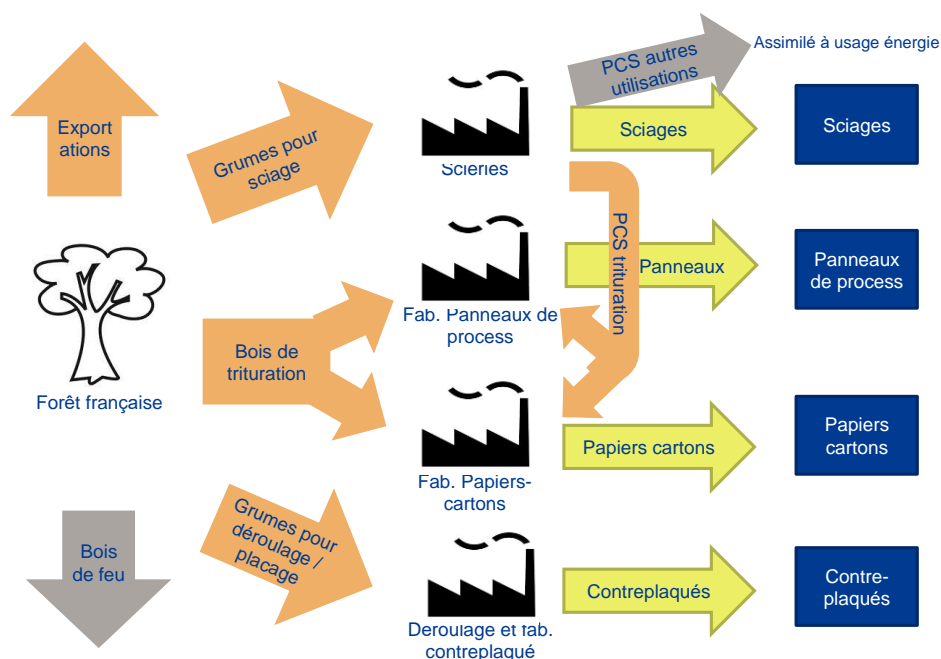 PCS autres
utilisations
Assimilé à usage énergie
Export
ations
Grumes pour
sciage
Scieries
Sciages
Sciages
PCS trituration
Forêt française
Bois de
trituration
Fab. Panneaux de
process
Panneaux
Panneaux
de process
Fab. Papiers-
cartons
Papiers cartons
Papiers
cartons
Bois
de feu
Grumes pour
déroulage /
placage
Deroulage et fab.
contreplaqué
Contreplaqués
Contre-
plaqués